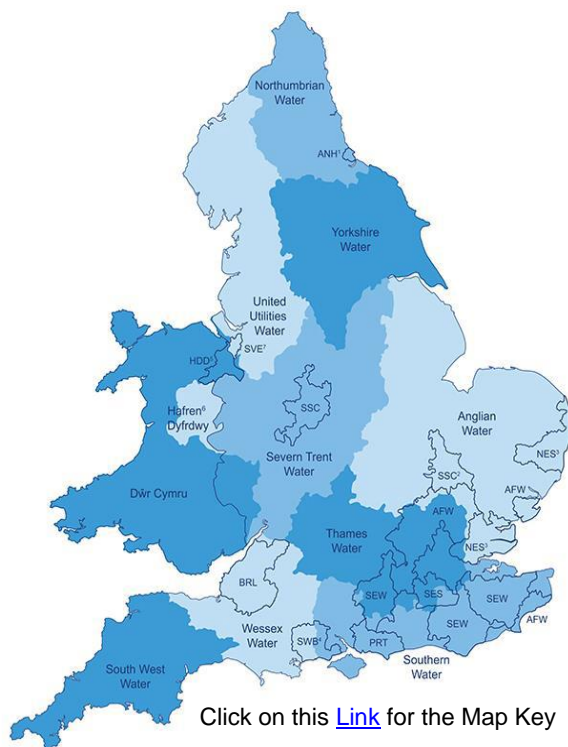 Northumbrian
Water
ANH¹
Yorkshire
Water
United
Utilities
Water
SVE⁷
HDD⁵
SSC
Hafren⁶
Dyfrdwy
Anglian
Water
NES³
SSC²
Severn Trent
Water
AFW
Dŵr Cymru
AFW
Thames
Water
NES³
BRL
SEW
SES
SEW
Wessex
Water
SWB⁴
PRT
SEW
AFW
South West
Water
Southern
Water
Click on this Link for the Map Key